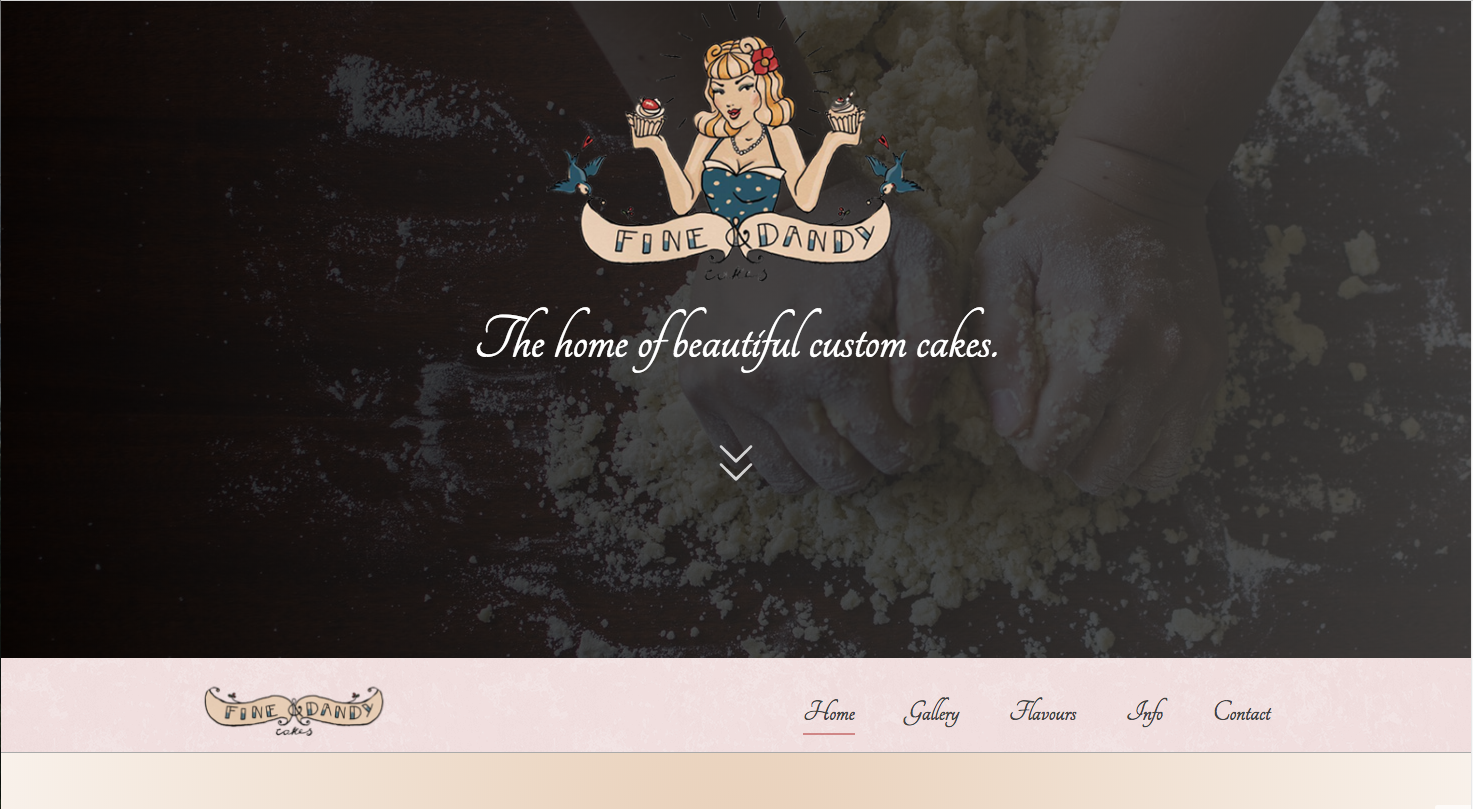 FINE & DANDY
cakes
The home of beautiful custom cakes.
FINE & DANDY
cakes
Home Gallery Flavours Info Contact